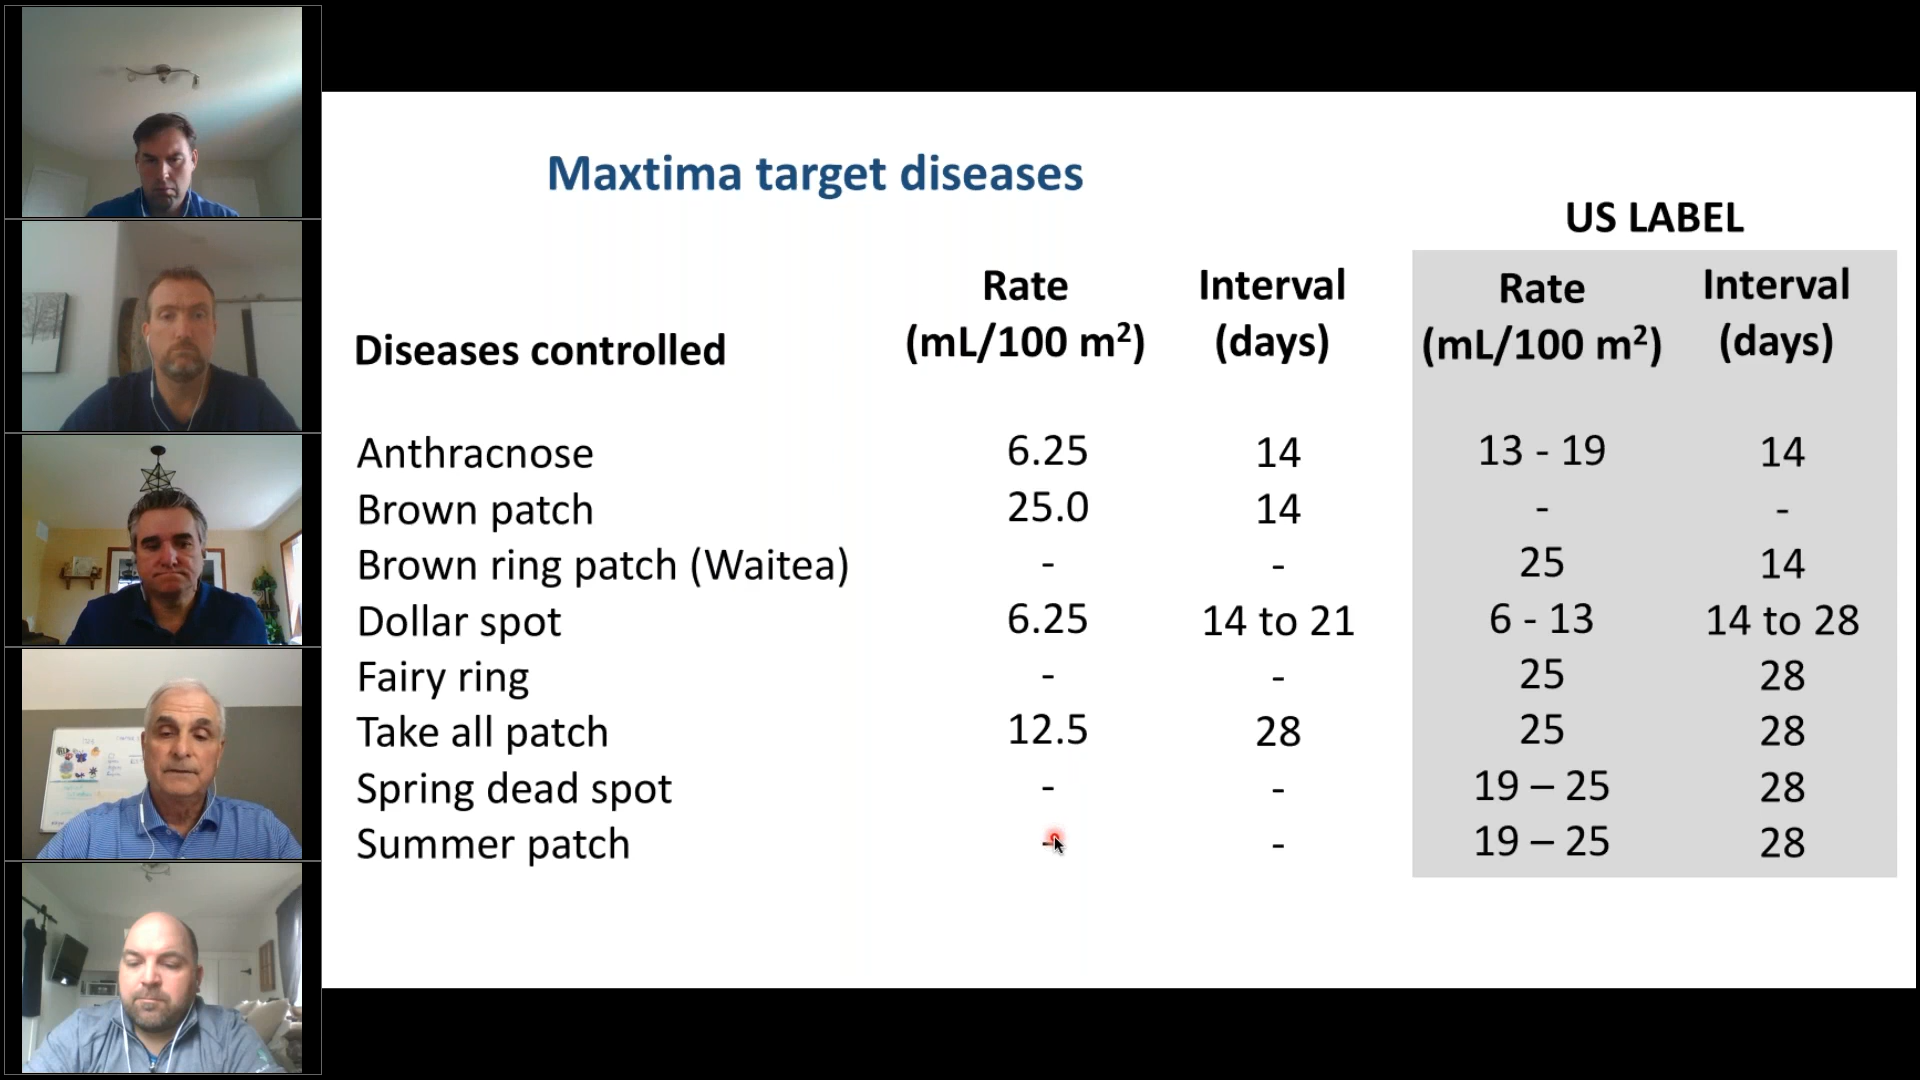 Maxtima target diseases
US LABEL
Diseases controlled
Rate (mL/100 m²)
Interval (days)
Rate (mL/100 m²)
Interval (days)
Anthracnose 6.25 14 13 - 19 14
Brown patch 25.0 14 - -
Brown ring patch (Waitea) - - 25 14
Dollar spot 6.25 14 to 21 6 - 13 14 to 28
Fairy ring - - 25 28
Take all patch 12.5 28 25 28
Spring dead spot - - 19 – 25 28
Summer patch - - 19 – 25 28